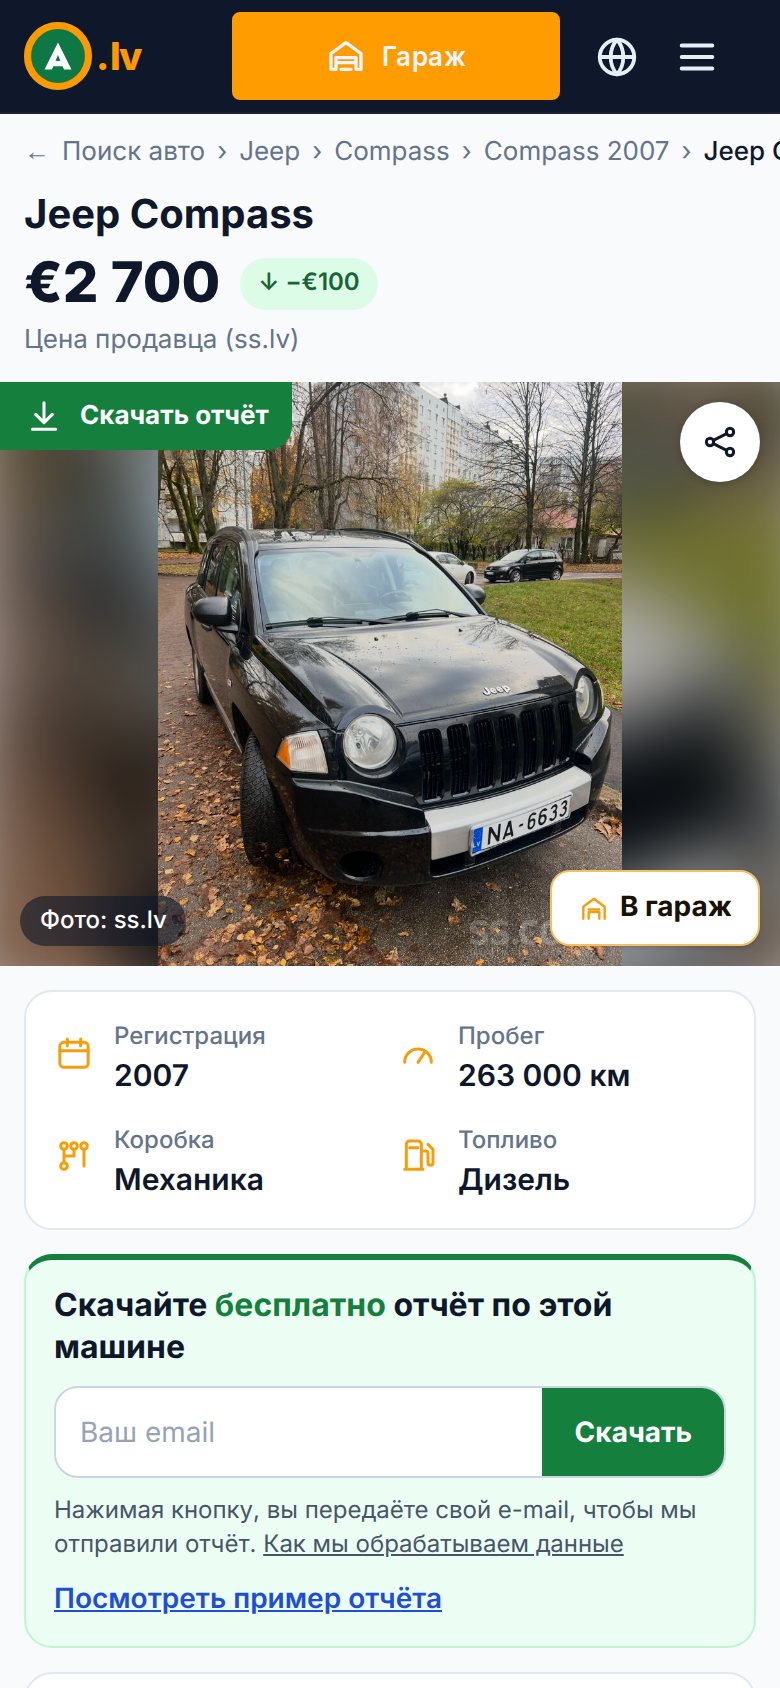 A .lv
Гараж
← Поиск авто › Jeep › Compass › Compass 2007 › Jeep
Jeep Compass
€2 700
↓ −€100
Цена продавца (ss.lv)
Скачать отчёт
Jeep
NA-6633
Фото: ss.lv
В гараж
Регистрация
2007
Пробег
263 000 км
Коробка
Механика
Топливо
Дизель
Скачайте бесплатно отчёт по этой
машине
Ваш email
Скачать
Нажимая кнопку, вы передаёте свой e-mail, чтобы мы
отправили отчёт. Как мы обрабатываем данные
Посмотреть пример отчёта